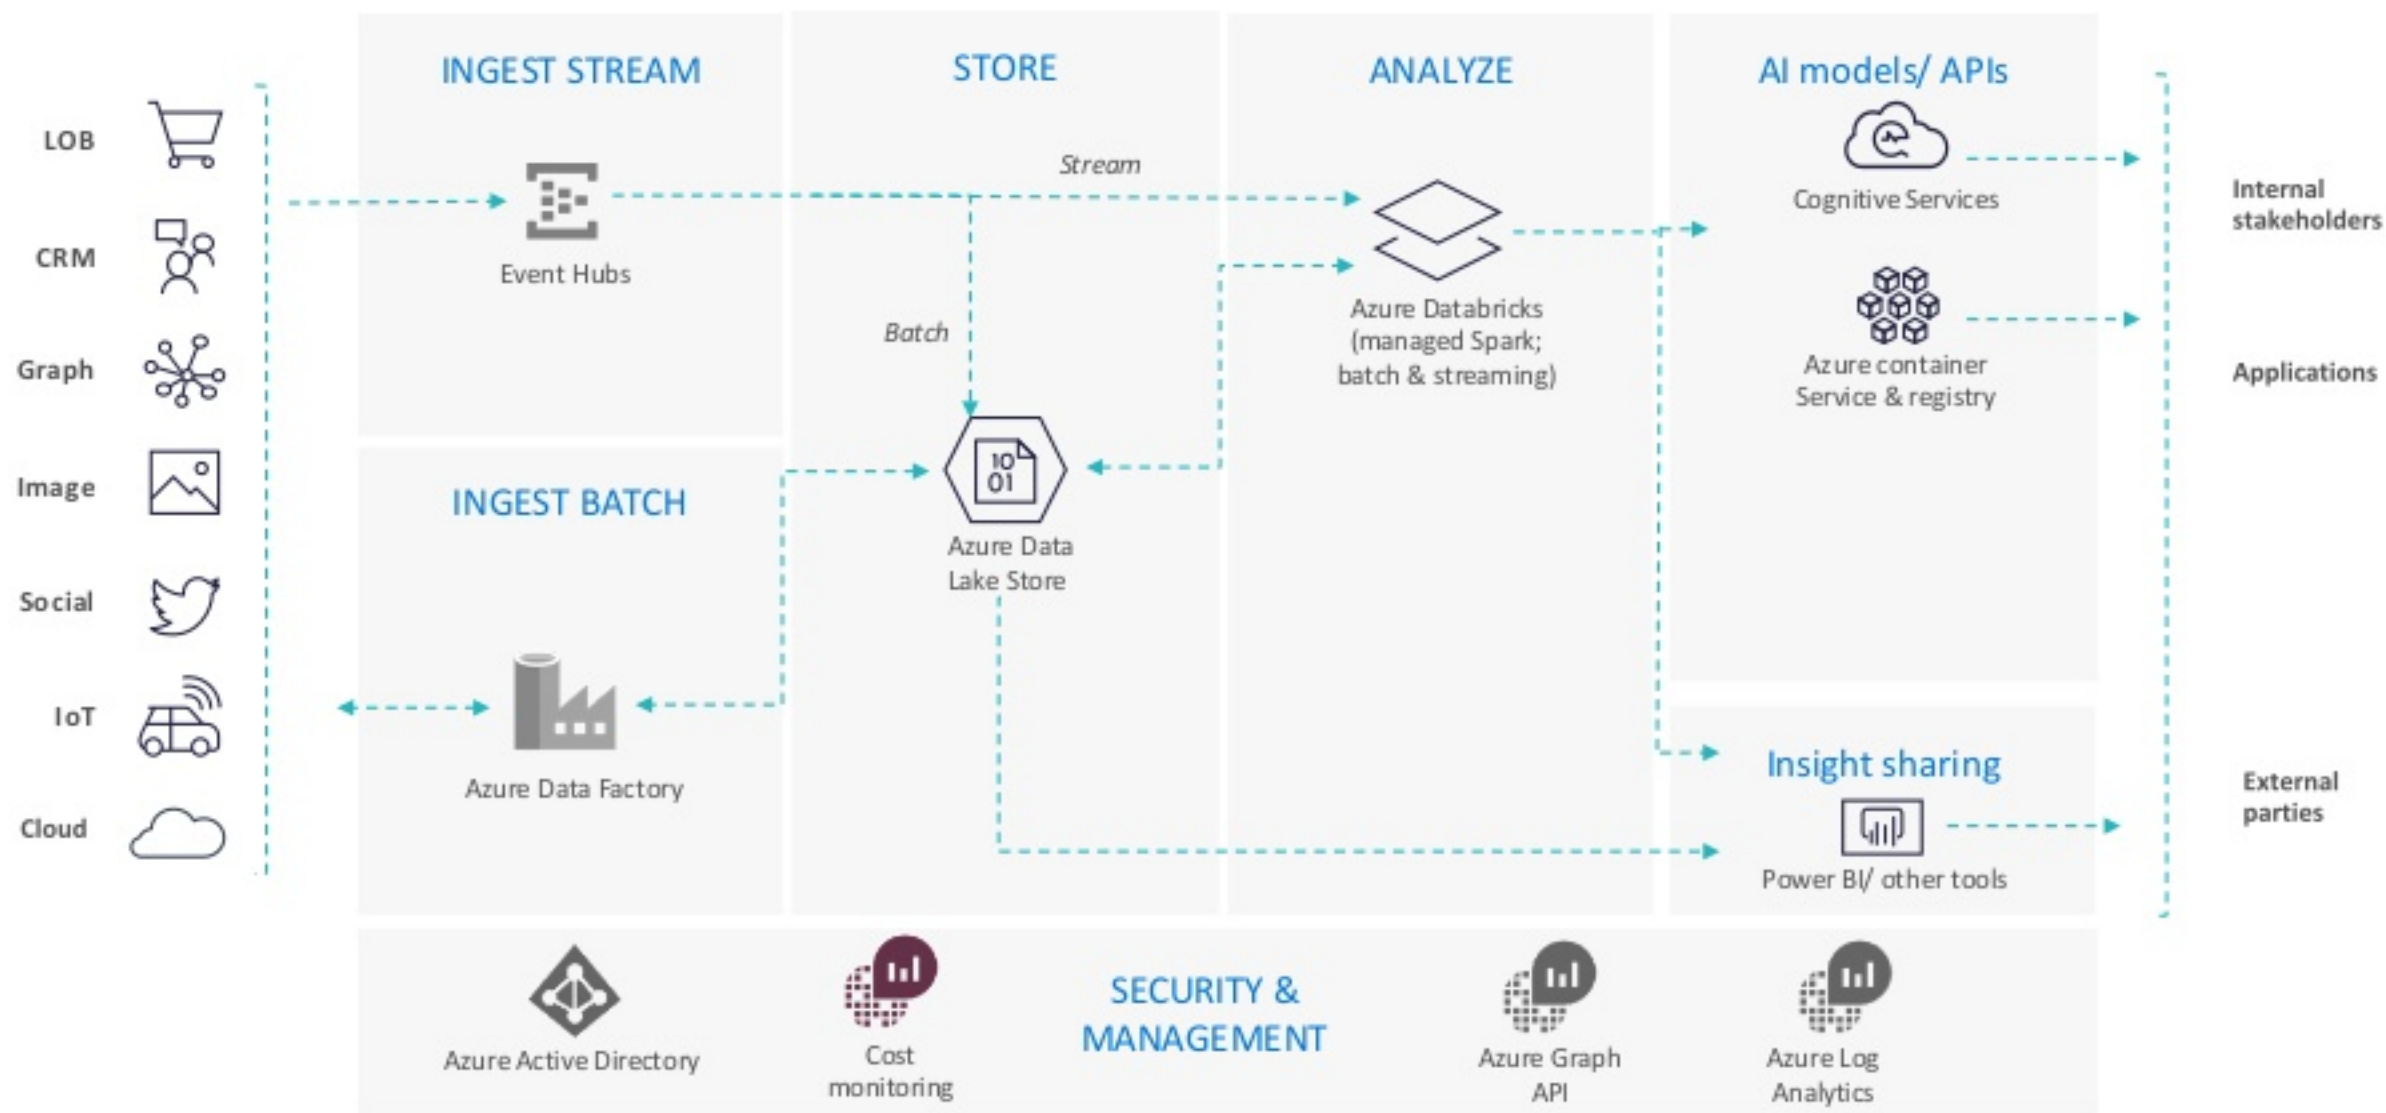 LOB
CRM
Graph
Image
Social
IoT
Cloud
INGEST STREAM
Event Hubs
INGEST BATCH
Azure Data Factory
STORE
Stream
Batch
10
01
Azure Data
Lake Store
ANALYZE
Azure Databricks
(managed Spark;
batch & streaming)
AI models/ APIs
Cognitive Services
Azure container
Service & registry
Insight sharing
Power BI/ other tools
Internal
stakeholders
Applications
External
parties
Azure Active Directory
Cost
monitoring
SECURITY &
MANAGEMENT
Azure Graph
API
Azure Log
Analytics